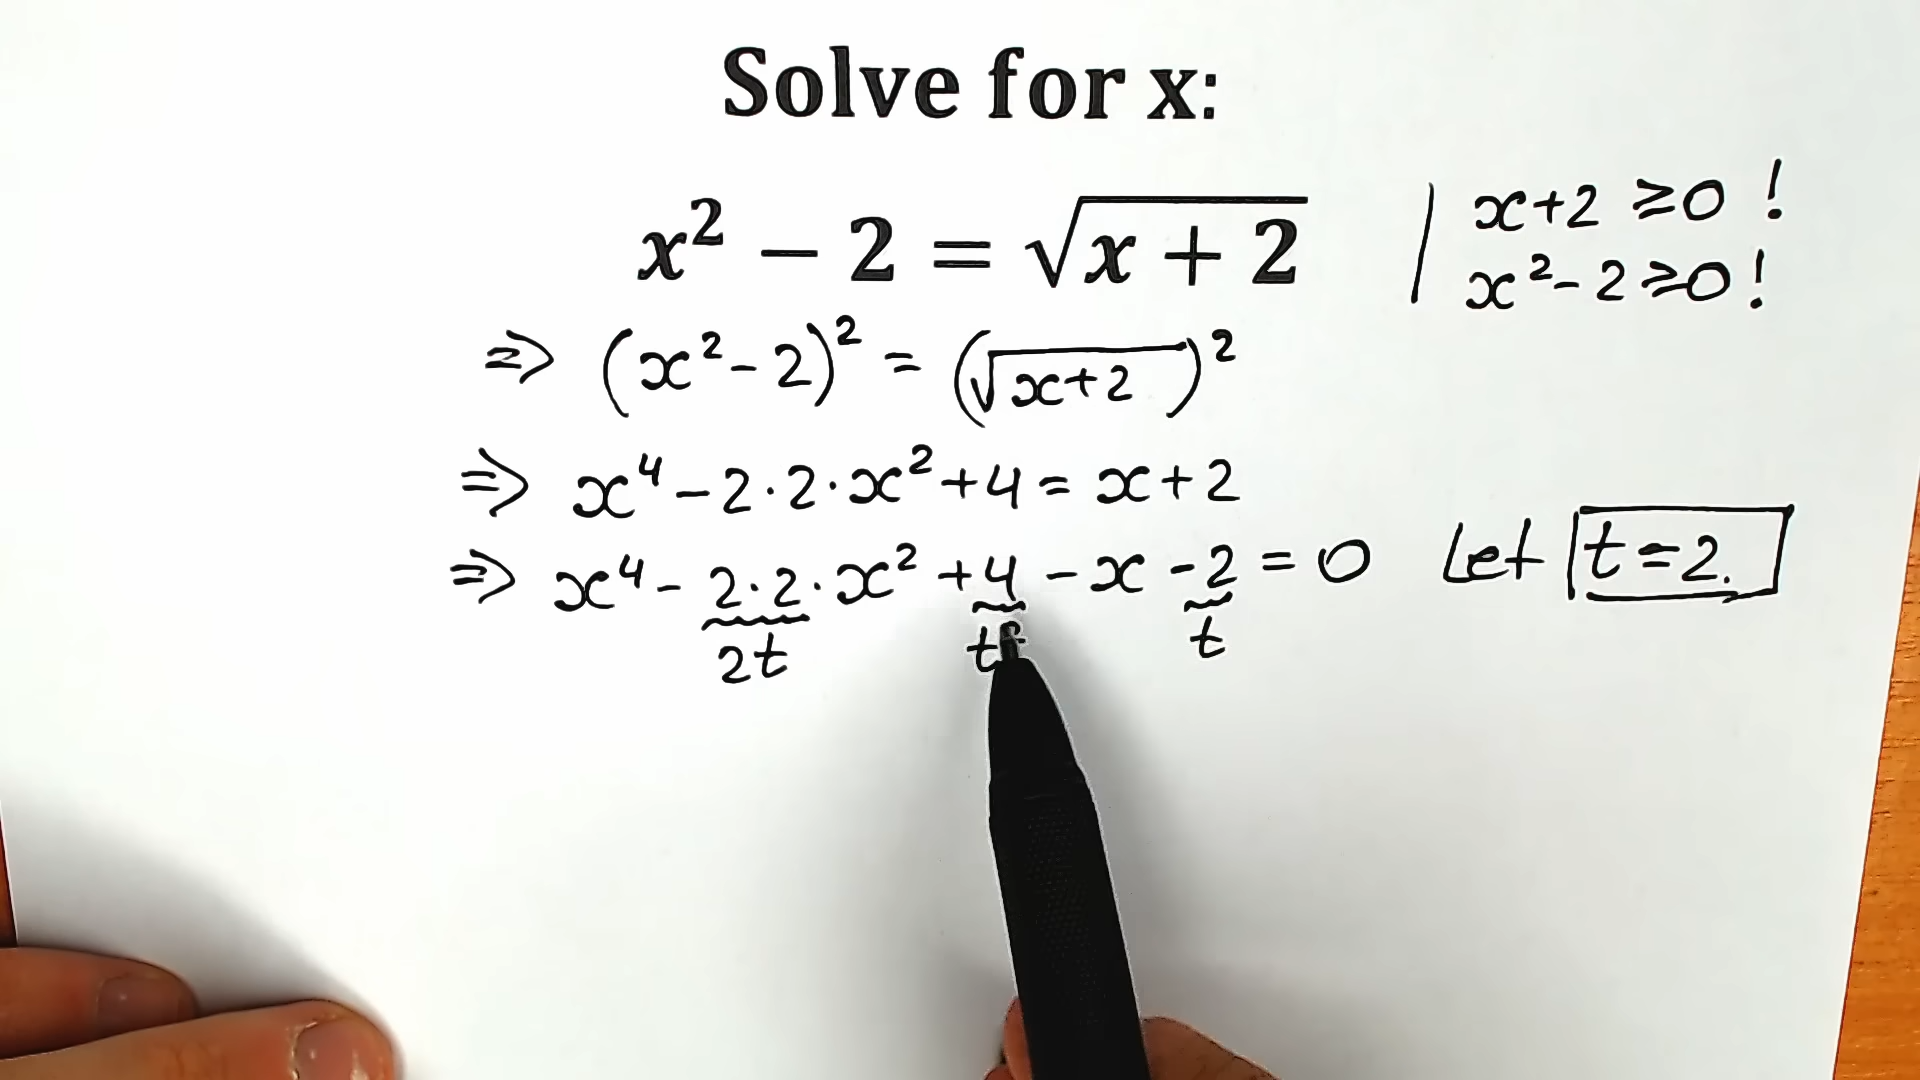 Solve for x:
x² − 2 = √(x + 2) | x+2 ≥ 0 !
x² − 2 ≥ 0 !
⇒ (x² − 2)² = (√(x+2))²
⇒ x⁴ − 2·2·x² + 4 = x + 2
⇒ x⁴ − 2·2·x² + 4 − x − 2 = 0 Let t = 2.
2t t² t